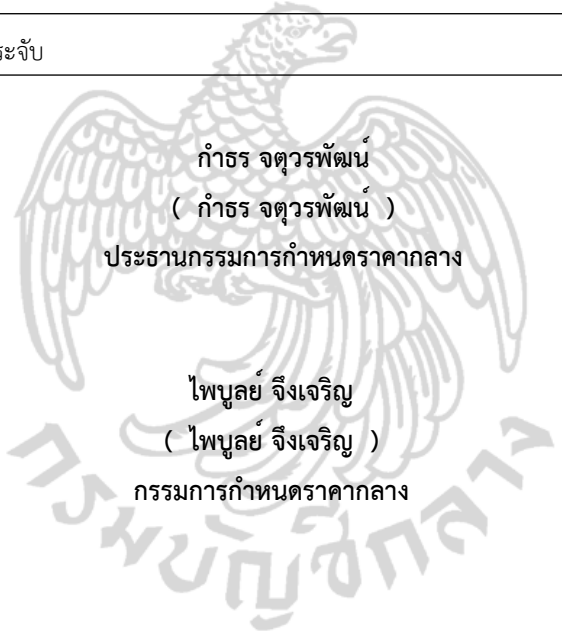 ระจับ
กำธร จตุวรพัฒน์
( กำธร จตุวรพัฒน์ )
ประธานกรรมการกำหนดราคากลาง
ไพบูลย์ จึงเจริญ
( ไพบูลย์ จึงเจริญ )
กรรมการกำหนดราคากลาง
กรมบัญชีกลาง